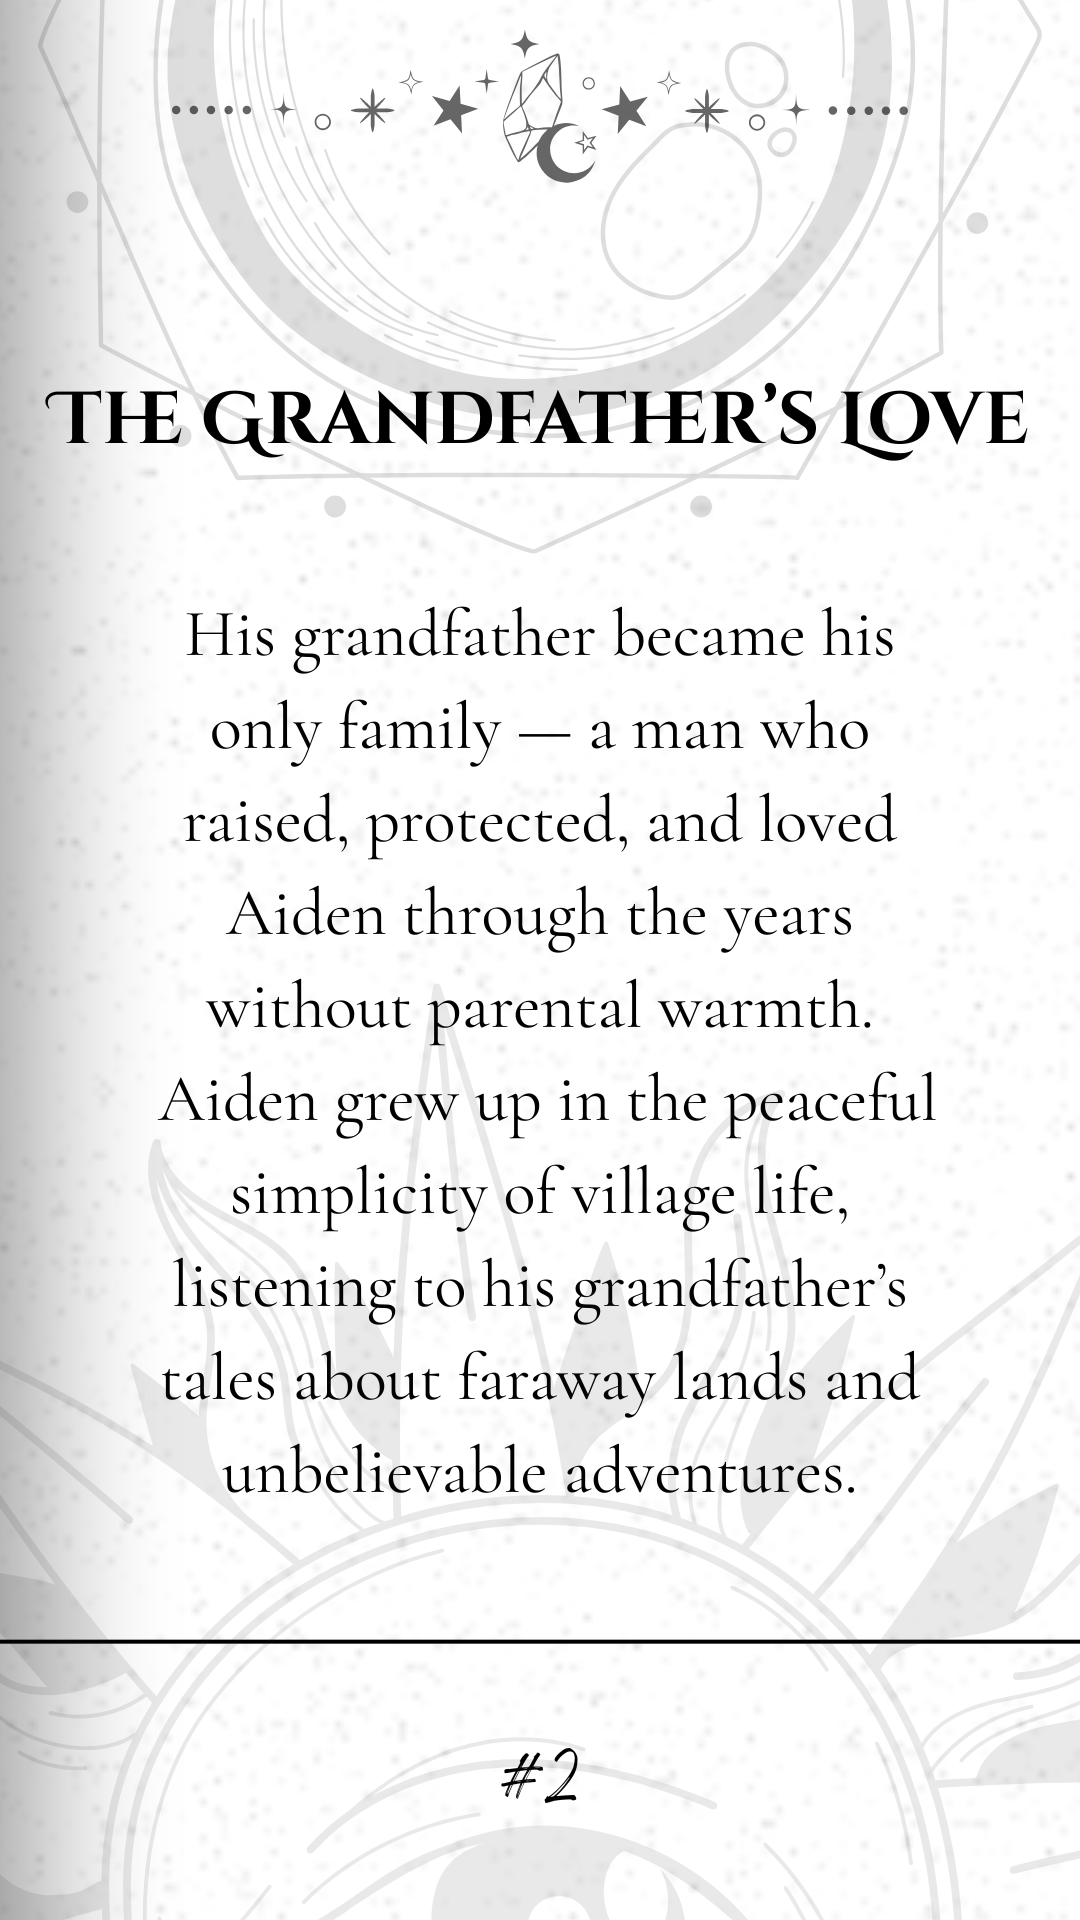 The Grandfather’s Love
His grandfather became his
only family — a man who
raised, protected, and loved
Aiden through the years
without parental warmth.
Aiden grew up in the peaceful
simplicity of village life,
listening to his grandfather’s
tales about faraway lands and
unbelievable adventures.
#2